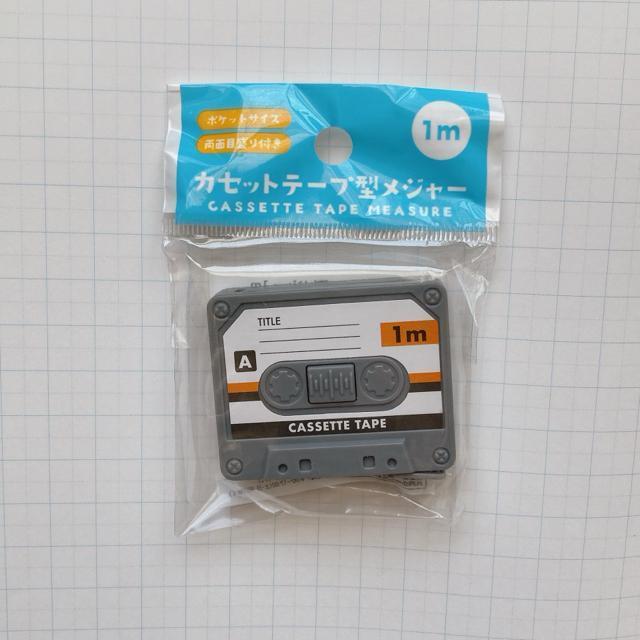 ポケットサイズ
両面目盛り付き
1m
カセットテープ型メジャー
CASSETTE TAPE MEASURE
TITLE
1m
A
CASSETTE TAPE